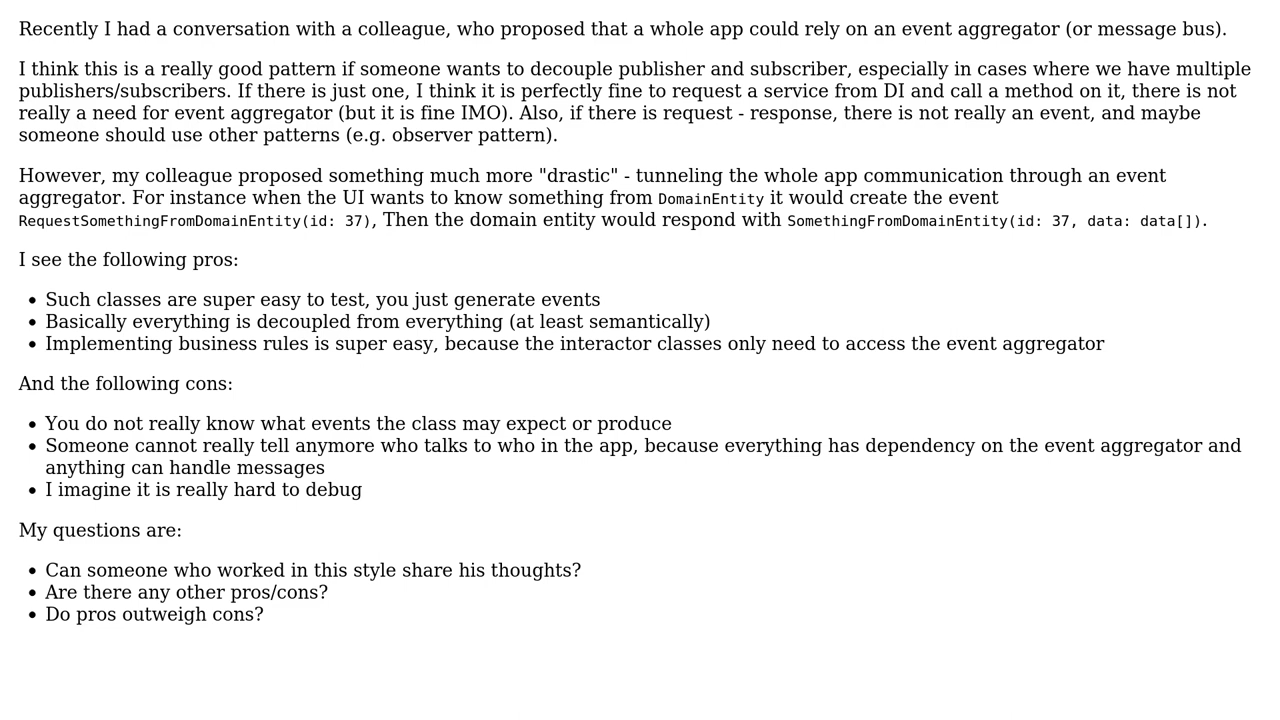 Recently I had a conversation with a colleague, who proposed that a whole app could rely on an event aggregator (or message bus).
I think this is a really good pattern if someone wants to decouple publisher and subscriber, especially in cases where we have multiple
publishers/subscribers. If there is just one, I think it is perfectly fine to request a service from DI and call a method on it, there is not
really a need for event aggregator (but it is fine IMO). Also, if there is request - response, there is not really an event, and maybe
someone should use other patterns (e.g. observer pattern).
However, my colleague proposed something much more "drastic" - tunneling the whole app communication through an event
aggregator. For instance when the UI wants to know something from DomainEntity it would create the event
RequestSomethingFromDomainEntity(id: 37), Then the domain entity would respond with SomethingFromDomainEntity(id: 37, data: data[]).
I see the following pros:
• Such classes are super easy to test, you just generate events
• Basically everything is decoupled from everything (at least semantically)
• Implementing business rules is super easy, because the interactor classes only need to access the event aggregator
And the following cons:
• You do not really know what events the class may expect or produce
• Someone cannot really tell anymore who talks to who in the app, because everything has dependency on the event aggregator and
anything can handle messages
• I imagine it is really hard to debug
My questions are:
• Can someone who worked in this style share his thoughts?
• Are there any other pros/cons?
• Do pros outweigh cons?